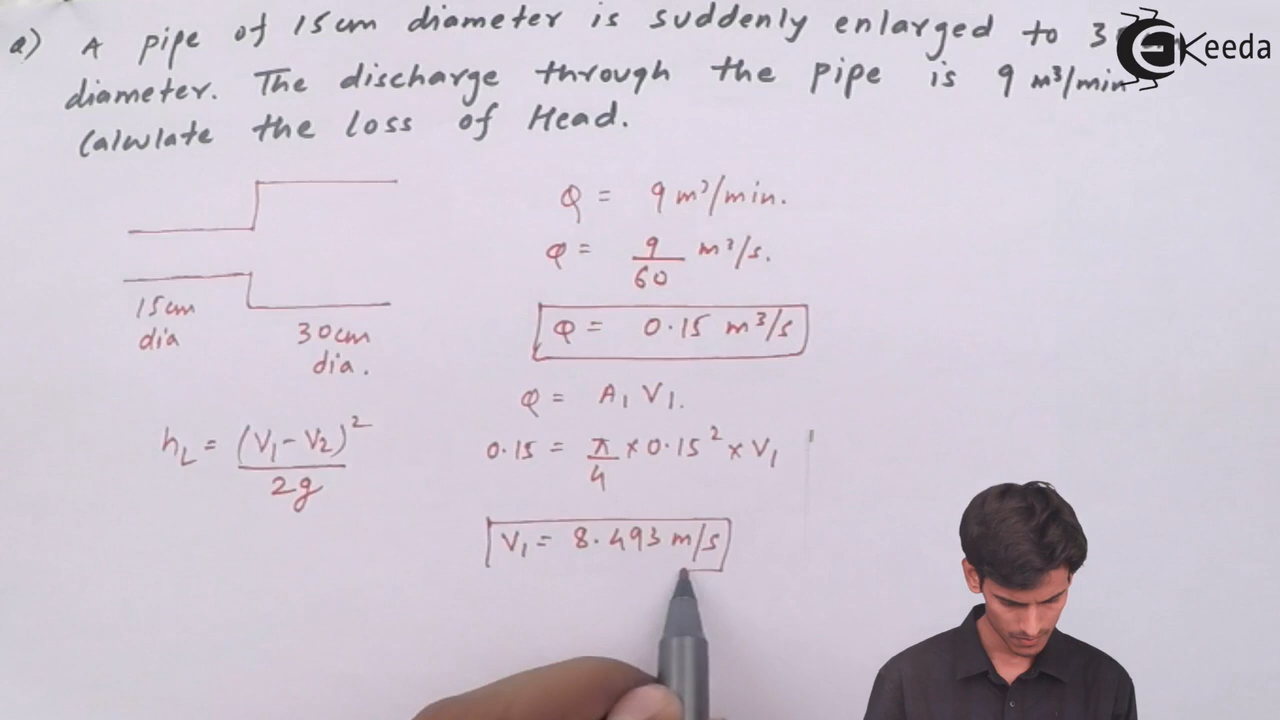 a) A pipe of 15cm diameter is suddenly enlarged to 3
diameter. The discharge through the pipe is 9 m³/min
Calwlate the loss of Head.
15cm
dia
30cm
dia.
hL = (V1 - V2)²
2g
Q = 9 m³/min.
Q = 9/60 m³/s.
Q = 0.15 m³/s
Q = A1 V1.
0.15 = π/4 × 0.15² × V1
V1 = 8.493 m/s
Keeda